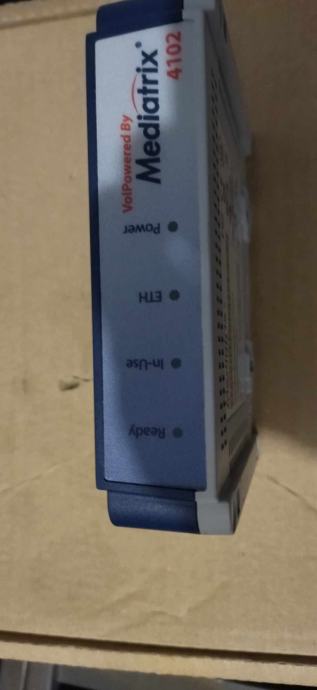 VoIPowered By
Mediatrix®
4102
Power
ETH
In-Use
Ready